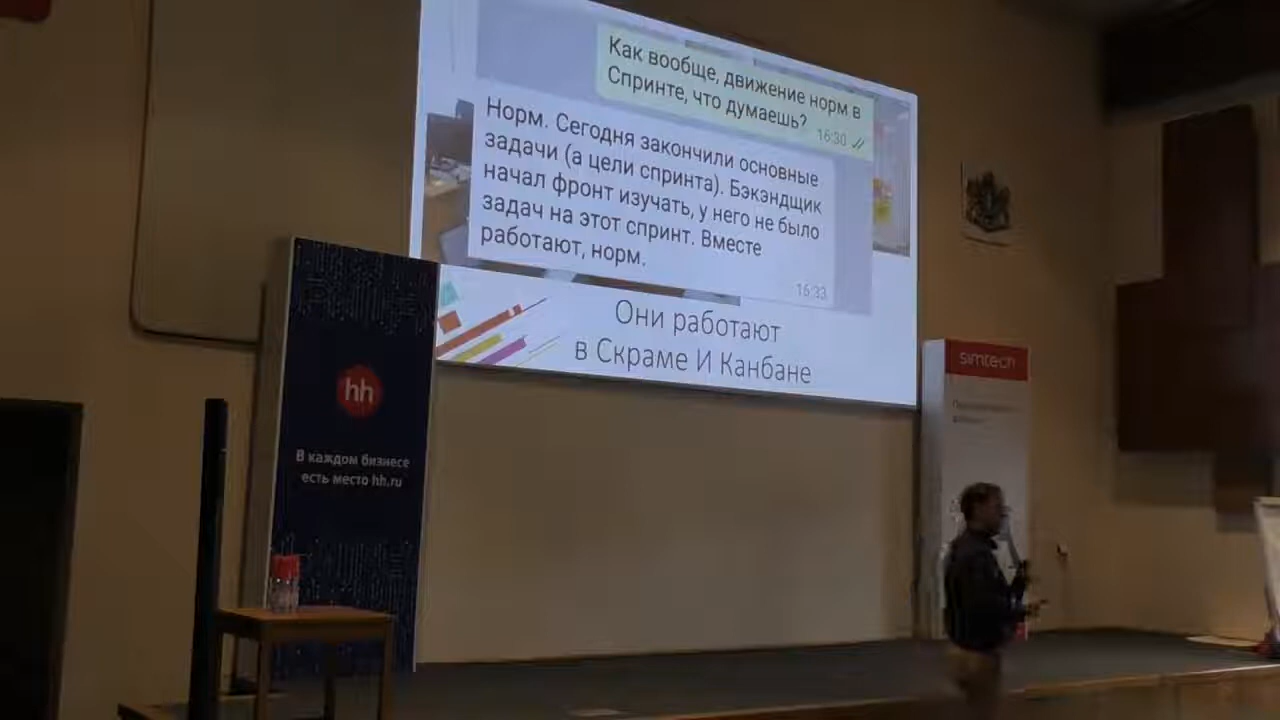 Как вообще, движение норм в
Спринте, что думаешь?
16:30
Норм. Сегодня закончили основные
задачи (а цели спринта). Бэкэндщик
начал фронт изучать, у него не было
задач на этот спринт. Вместе
работают, норм.
16:33
Они работают
в Скраме И Канбане
hh
В каждом бизнесе
есть место hh.ru
simtech